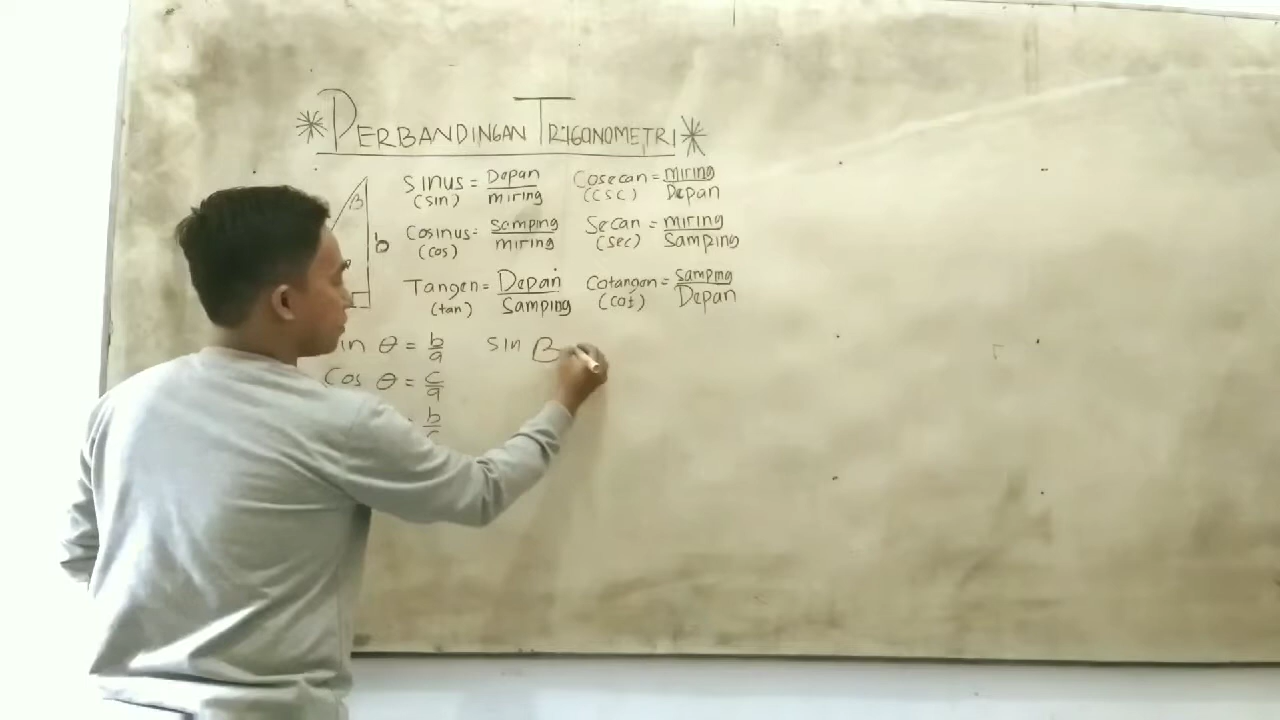 * PERBANDINGAN TRIGONOMETRI *
B
b
Sinus = Depan / miring
(sin)
Cosecan = miring / Depan
(csc)
Cosinus = samping / miring
(cos)
Secan = miring / Samping
(sec)
Tangen = Depan / Samping
(tan)
Cotangen = samping / Depan
(cot)
in θ = b/a
sin B
Cos θ = c/a
= b/c